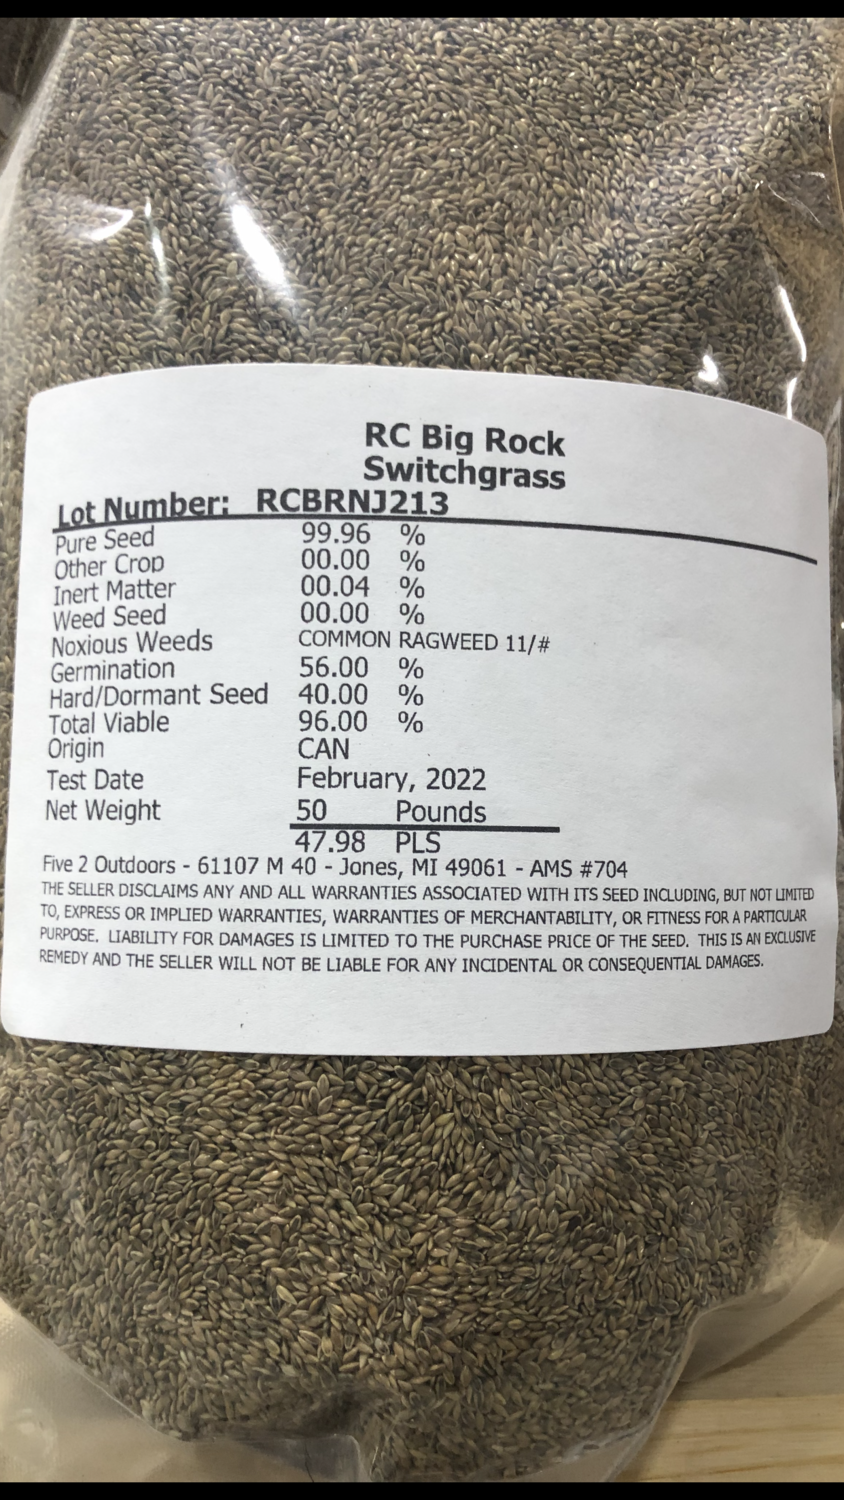 RC Big Rock
Switchgrass
Lot Number: RCBRNJ213
Pure Seed 99.96 %
Other Crop 00.00 %
Inert Matter 00.04 %
Weed Seed 00.00 %
Noxious Weeds COMMON RAGWEED 11/#
Germination 56.00 %
Hard/Dormant Seed 40.00 %
Total Viable 96.00 %
Origin CAN
Test Date February, 2022
Net Weight 50 Pounds
47.98 PLS
Five 2 Outdoors - 61107 M 40 - Jones, MI 49061 - AMS #704
THE SELLER DISCLAIMS ANY AND ALL WARRANTIES ASSOCIATED WITH ITS SEED INCLUDING, BUT NOT LIMITED
TO, EXPRESS OR IMPLIED WARRANTIES, WARRANTIES OF MERCHANTABILITY, OR FITNESS FOR A PARTICULAR
PURPOSE. LIABILITY FOR DAMAGES IS LIMITED TO THE PURCHASE PRICE OF THE SEED. THIS IS AN EXCLUSIVE
REMEDY AND THE SELLER WILL NOT BE LIABLE FOR ANY INCIDENTAL OR CONSEQUENTIAL DAMAGES.